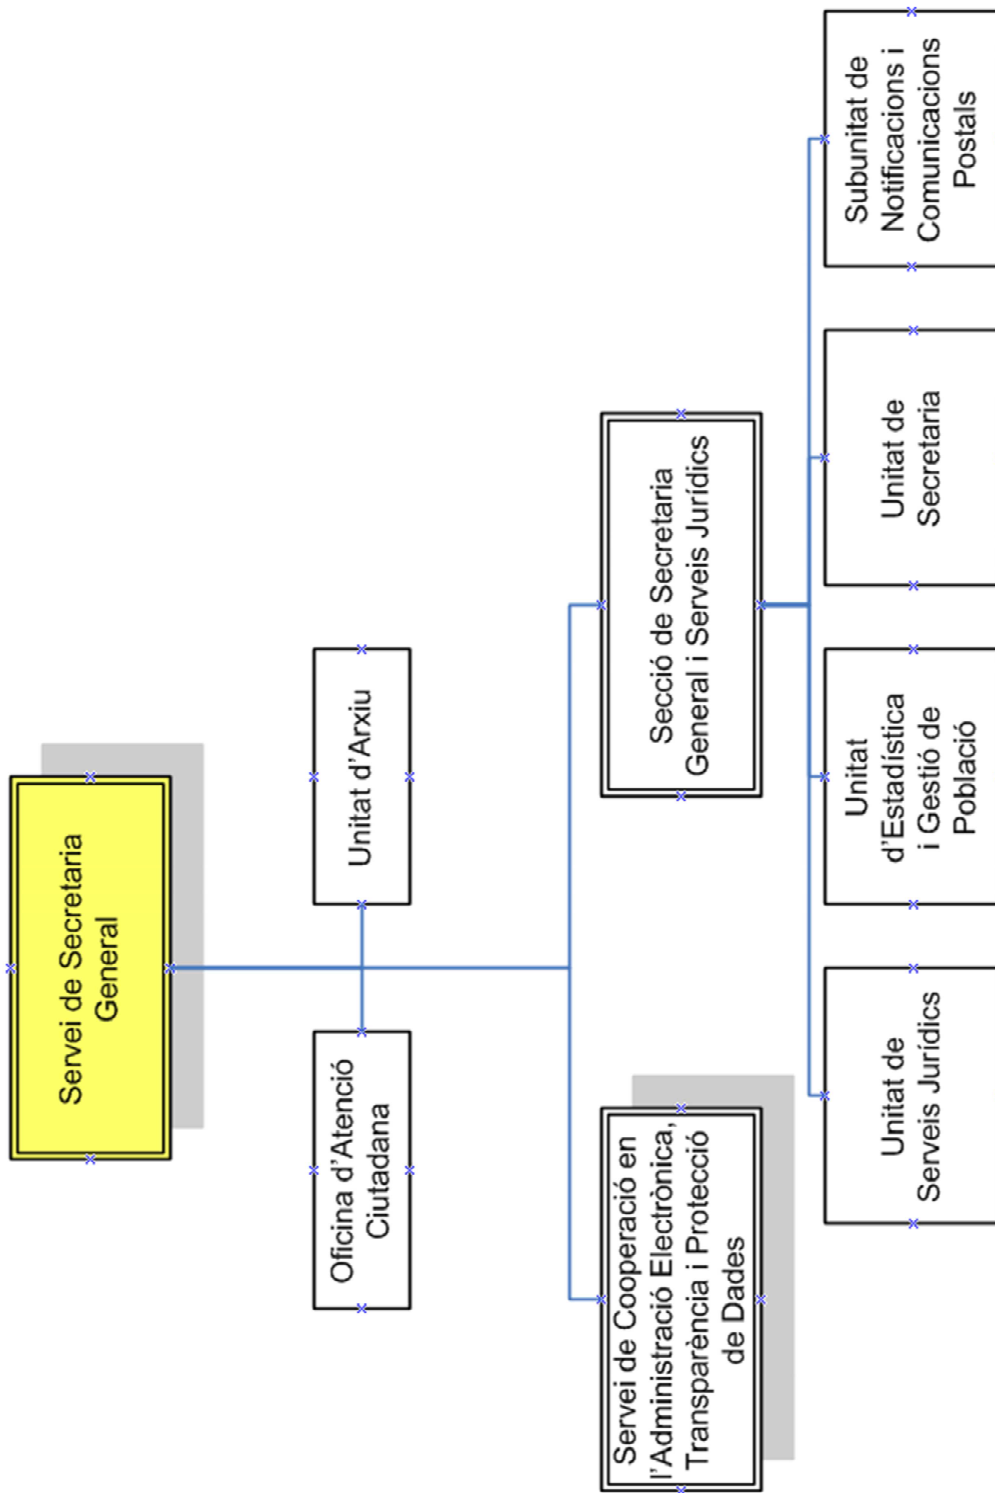 Servei de Secretaria
General
Oficina d'Atenció
Ciutadana
Unitat d'Arxiu
Servei de Cooperació en
l'Administració Electrònica,
Transparència i Protecció
de Dades
Secció de Secretaria
General i Serveis Jurídics
Unitat de
Serveis Jurídics
Unitat
d'Estadística
i Gestió de
Població
Unitat de
Secretaria
Subunitat de
Notificacions i
Comunicacions
Postals